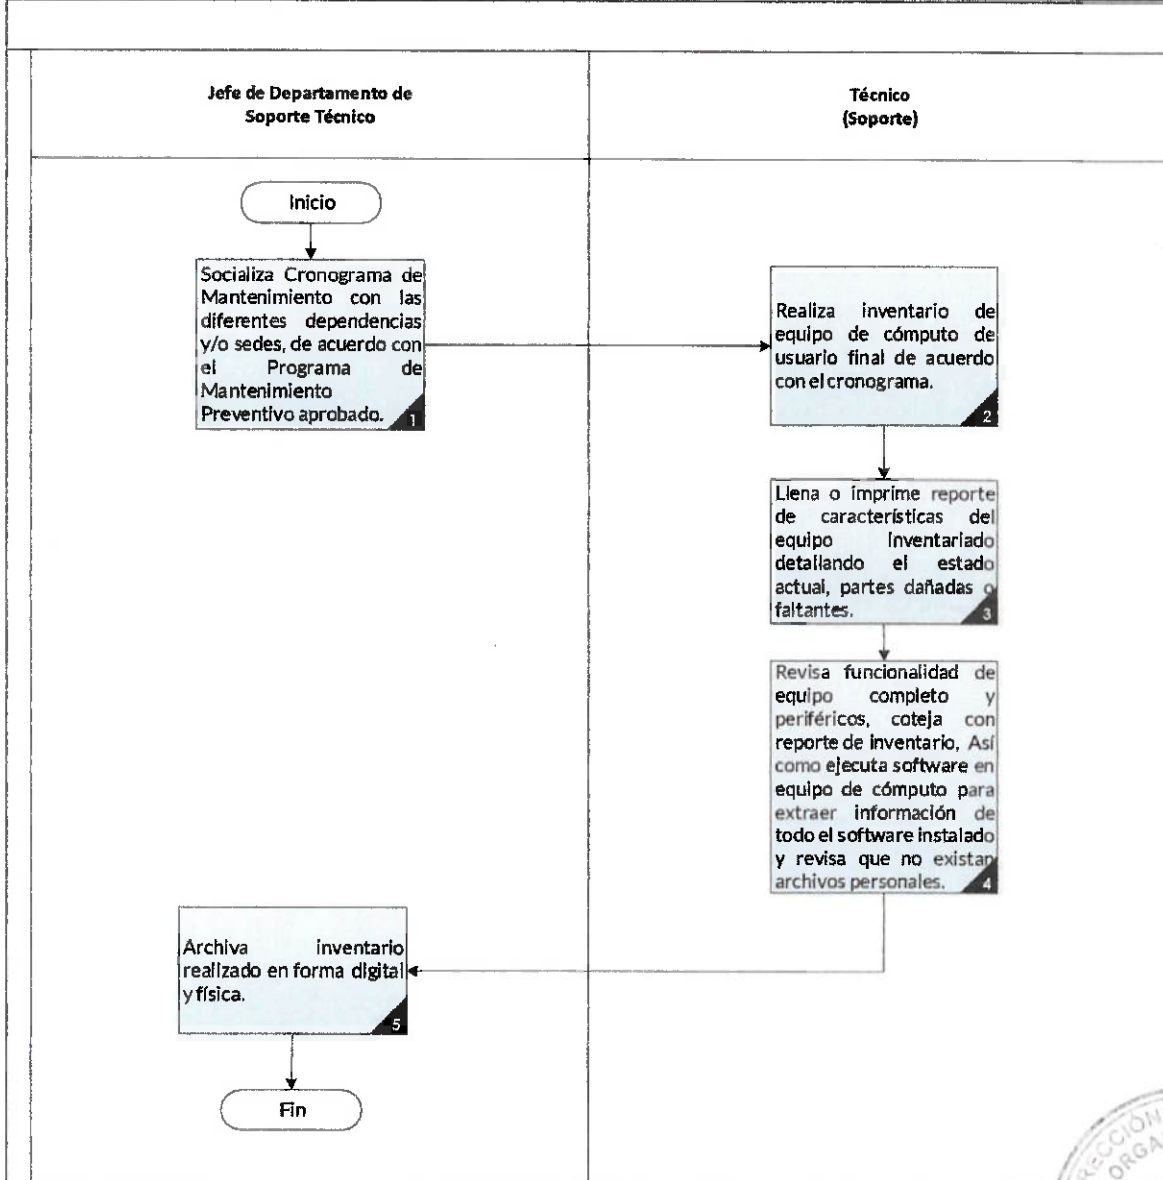 Jefe de Departamento de
Soporte Técnico
Técnico
(Soporte)
Inicio
Socializa Cronograma de
Mantenimiento con las
diferentes dependencias
y/o sedes, de acuerdo con
el Programa de
Mantenimiento
Preventivo aprobado.
1
Realiza inventario de
equipo de cómputo de
usuario final de acuerdo
con el cronograma.
2
Llena o imprime reporte
de características del
equipo inventariado
detallando el estado
actual, partes dañadas o
faltantes.
3
Revisa funcionalidad de
equipo completo y
periféricos, coteja con
reporte de inventario, Así
como ejecuta software en
equipo de cómputo para
extraer información de
todo el software instalado
y revisa que no existan
archivos personales.
4
Archiva inventario
realizado en forma digital
y física.
5
Fin